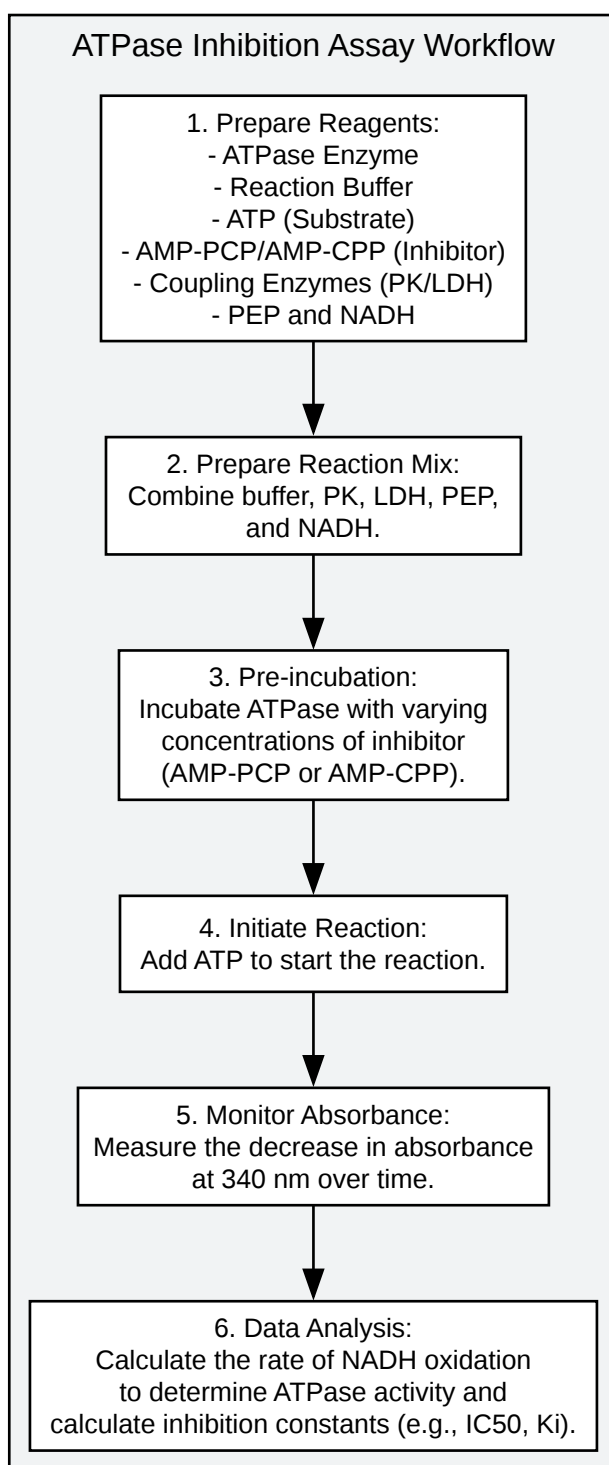 ATPase Inhibition Assay Workflow
1. Prepare Reagents:
- ATPase Enzyme
- Reaction Buffer
- ATP (Substrate)
- AMP-PCP/AMP-CPP (Inhibitor)
- Coupling Enzymes (PK/LDH)
- PEP and NADH
2. Prepare Reaction Mix:
Combine buffer, PK, LDH, PEP,
and NADH.
3. Pre-incubation:
Incubate ATPase with varying
concentrations of inhibitor
(AMP-PCP or AMP-CPP).
4. Initiate Reaction:
Add ATP to start the reaction.
5. Monitor Absorbance:
Measure the decrease in absorbance
at 340 nm over time.
6. Data Analysis:
Calculate the rate of NADH oxidation
to determine ATPase activity and
calculate inhibition constants (e.g., IC50, Ki).